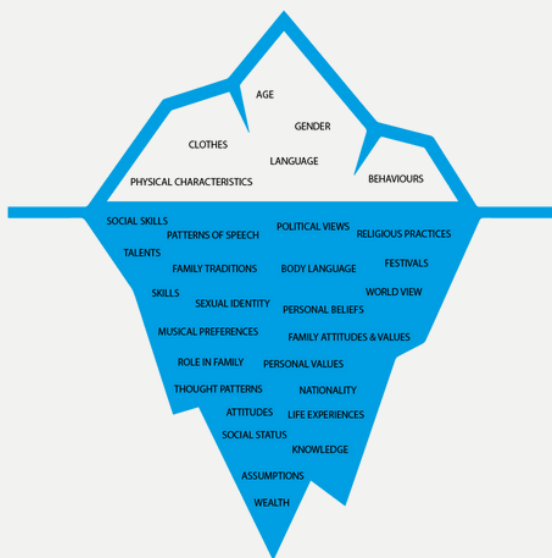 AGE
GENDER
CLOTHES
LANGUAGE
PHYSICAL CHARACTERISTICS
BEHAVIOURS
SOCIAL SKILLS
PATTERNS OF SPEECH
POLITICAL VIEWS
RELIGIOUS PRACTICES
TALENTS
FAMILY TRADITIONS
BODY LANGUAGE
FESTIVALS
SKILLS
SEXUAL IDENTITY
PERSONAL BELIEFS
WORLD VIEW
MUSICAL PREFERENCES
FAMILY ATTITUDES & VALUES
ROLE IN FAMILY
PERSONAL VALUES
THOUGHT PATTERNS
NATIONALITY
ATTITUDES
LIFE EXPERIENCES
SOCIAL STATUS
KNOWLEDGE
ASSUMPTIONS
WEALTH